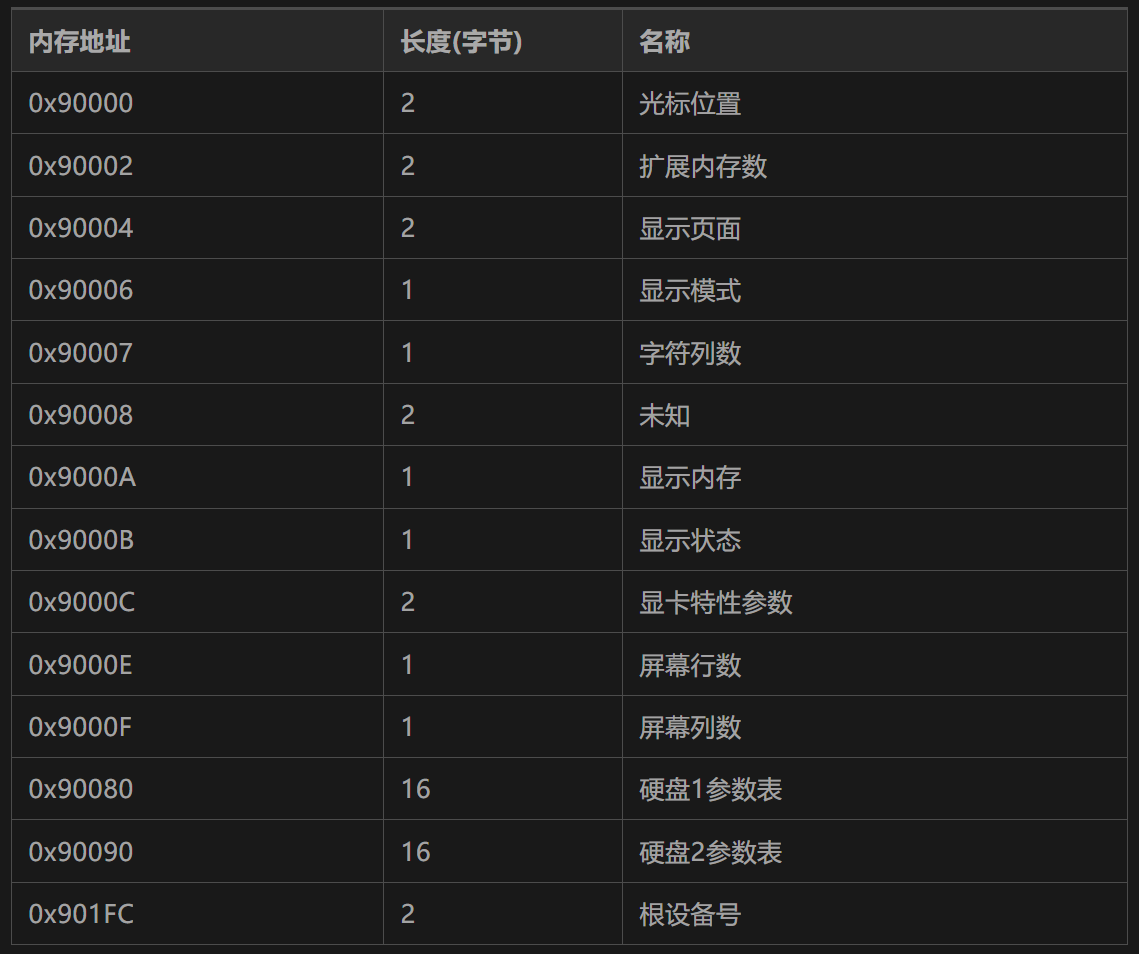 内存地址 长度(字节) 名称
0x90000 2 光标位置
0x90002 2 扩展内存数
0x90004 2 显示页面
0x90006 1 显示模式
0x90007 1 字符列数
0x90008 2 未知
0x9000A 1 显示内存
0x9000B 1 显示状态
0x9000C 2 显卡特性参数
0x9000E 1 屏幕行数
0x9000F 1 屏幕列数
0x90080 16 硬盘1参数表
0x90090 16 硬盘2参数表
0x901FC 2 根设备号